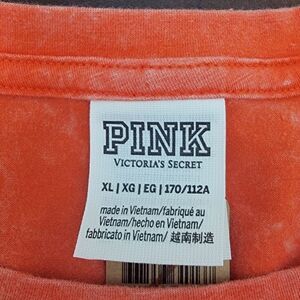 PINK
VICTORIA'S SECRET
XL | XG | EG | 170/112A
made in Vietnam/fabriqué au
Vietnam/hecho en Vietnam/
fabbricato in Vietnam/ 越南制造